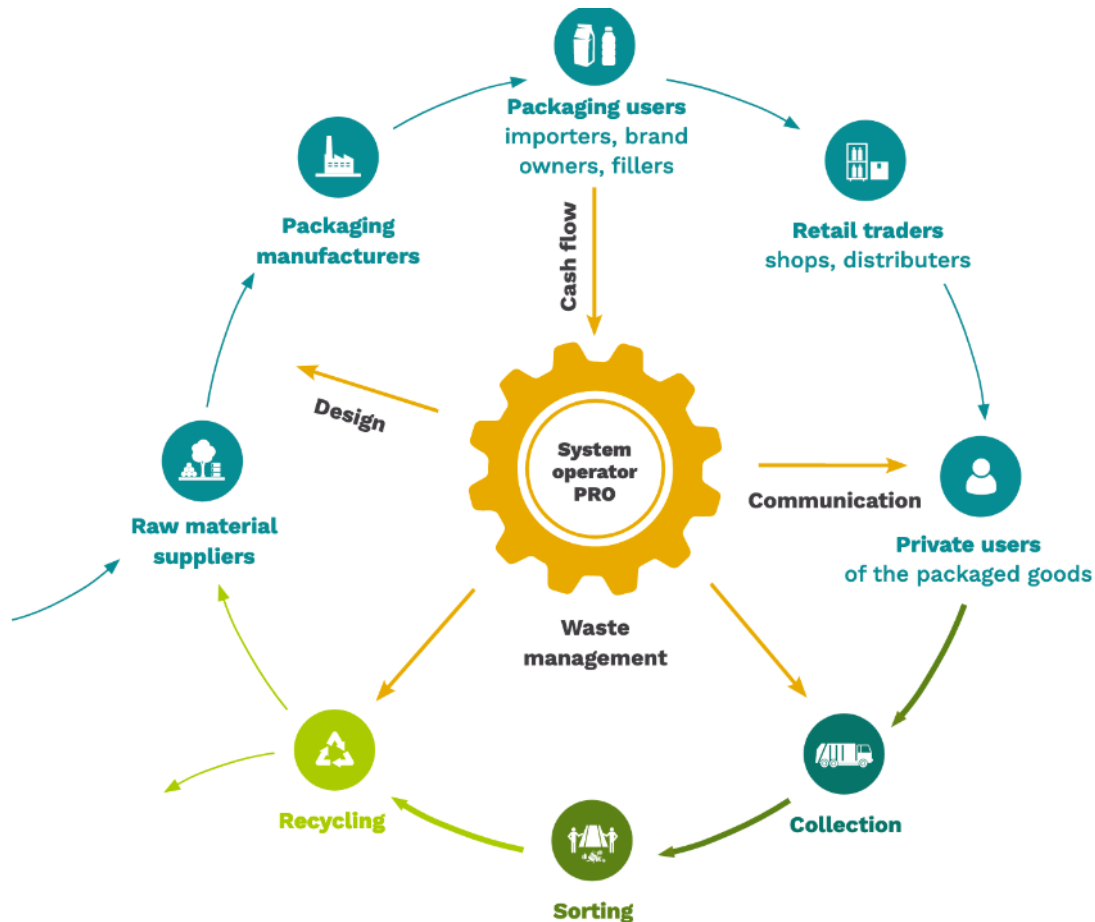 Packaging users
importers, brand
owners, fillers
Packaging
manufacturers
Retail traders
shops, distributers
Cash flow
Design
System
operator
PRO
Communication
Raw material
suppliers
Private users
of the packaged goods
Waste
management
Recycling
Collection
Sorting